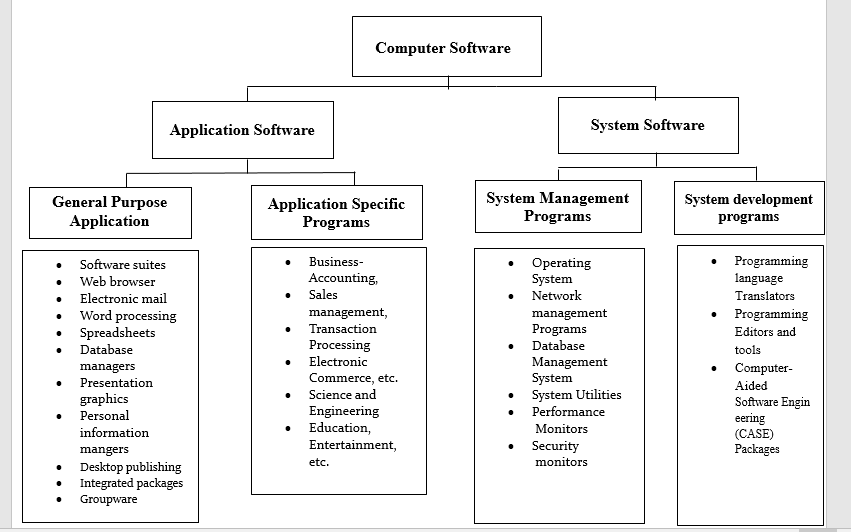 Computer Software
Application Software
System Software
General Purpose
Application
Application Specific
Programs
System Management
Programs
System development
programs
• Software suites
• Web browser
• Electronic mail
• Word processing
• Spreadsheets
• Database
managers
• Presentation
graphics
• Personal
information
mangers
• Desktop publishing
• Integrated packages
• Groupware
• Business-
Accounting,
• Sales
management,
• Transaction
Processing
• Electronic
Commerce, etc.
• Science and
Engineering
• Education,
Entertainment,
etc.
• Operating
System
• Network
management
Programs
• Database
Management
System
• System Utilities
• Performance
Monitors
• Security
monitors
• Programming
language
Translators
• Programming
Editors and
tools
• Computer-
Aided
Software Engin
eering
(CASE)
Packages